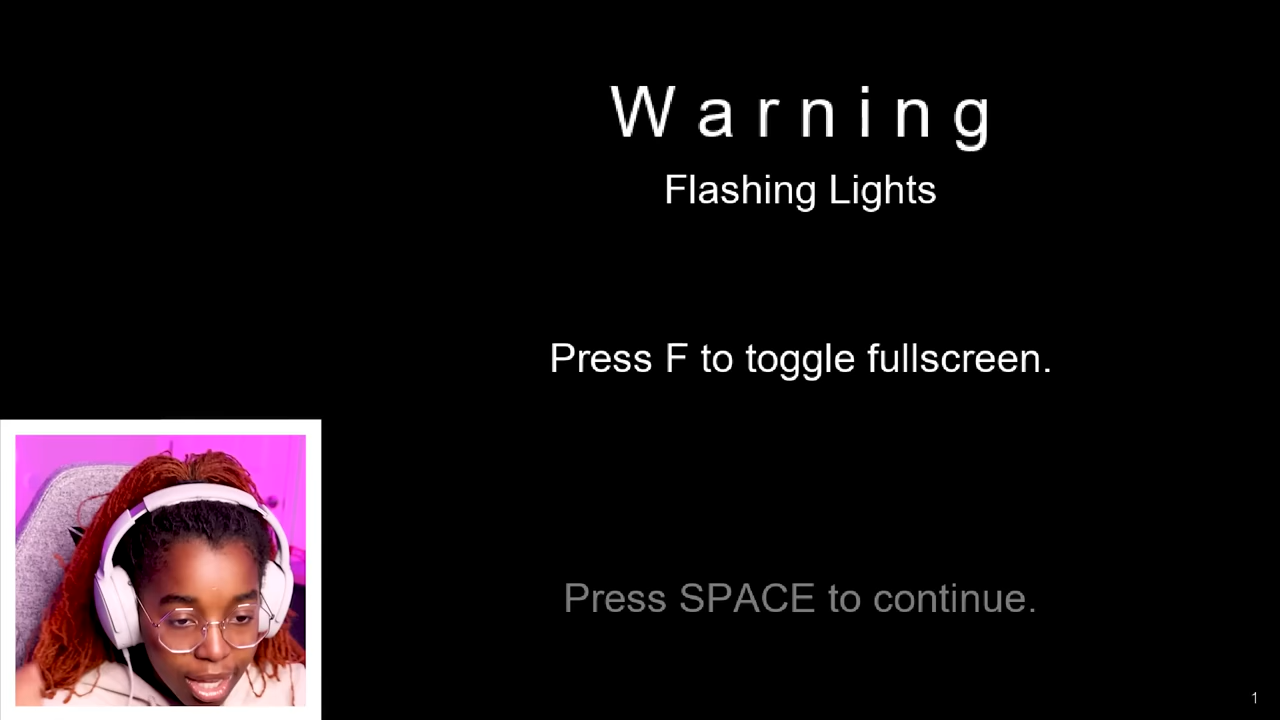 W a r n i n g
Flashing Lights
Press F to toggle fullscreen.
Press SPACE to continue.
1